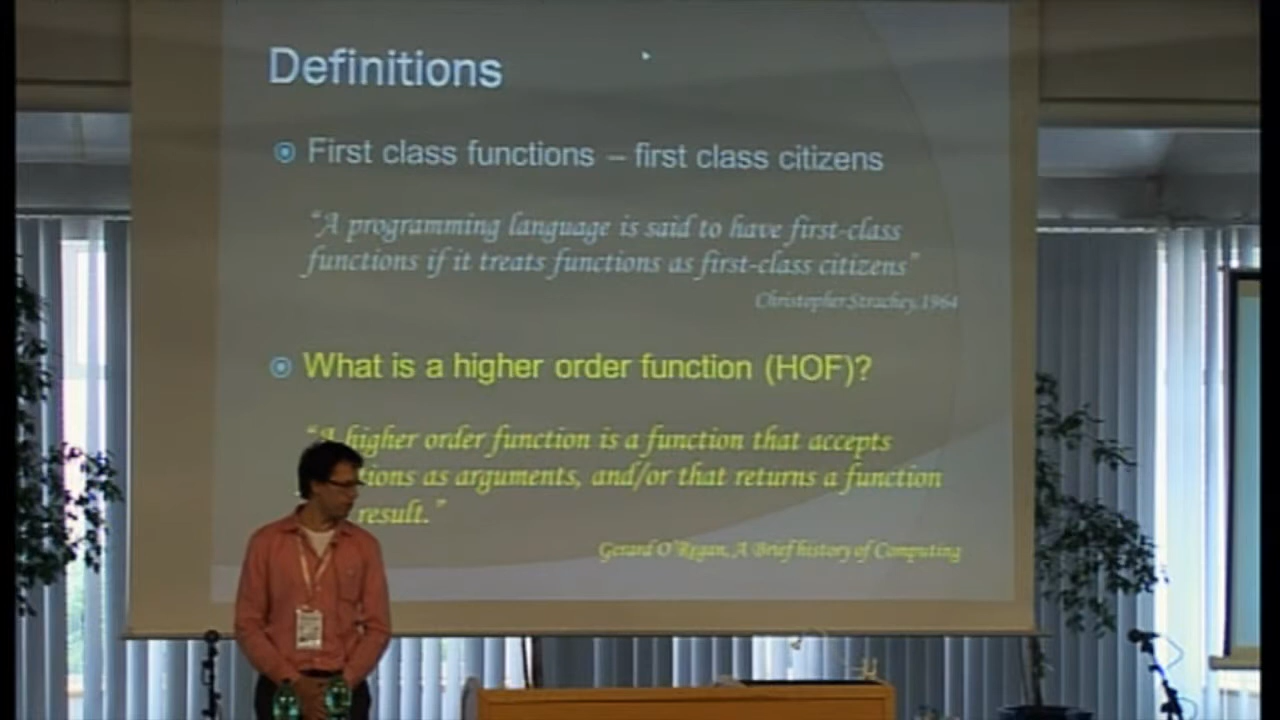 Definitions
First class functions – first class citizens
“A programming language is said to have first-class
functions if it treats functions as first-class citizens”
Christopher Strachey, 1964
What is a higher order function (HOF)?
“A higher order function is a function that accepts
as arguments, and/or that returns a function
result.”
Gerard O'Regan, A Brief history of Computing